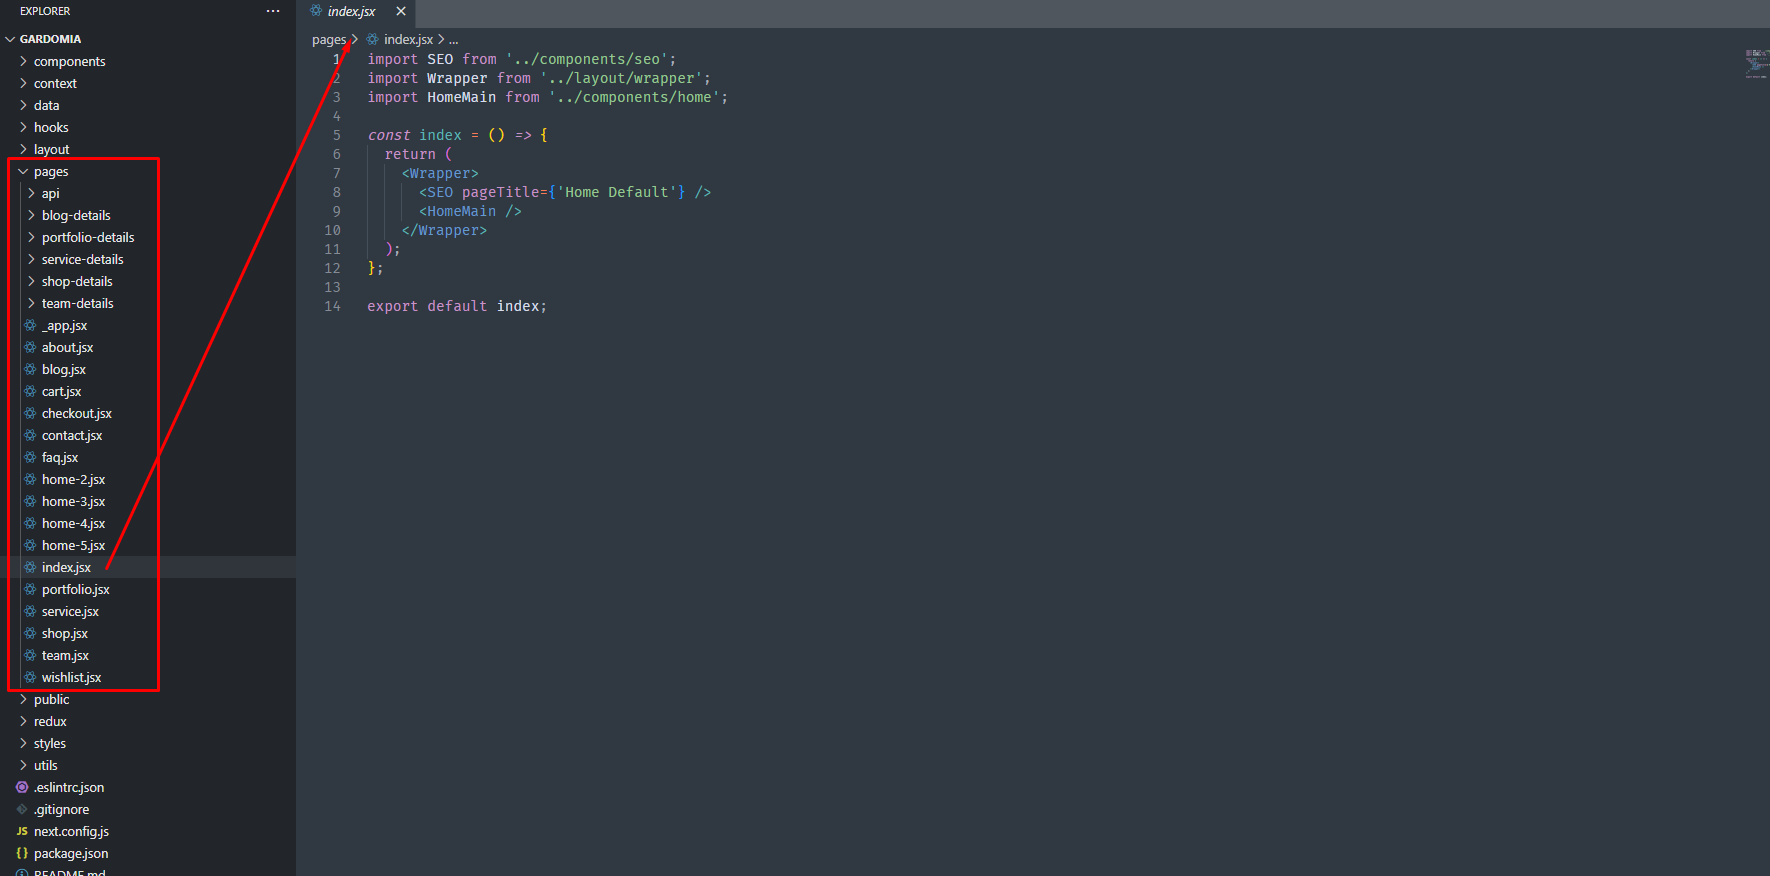 EXPLORER
GARDOMIA
components
context
data
hooks
layout
pages
api
blog-details
portfolio-details
service-details
shop-details
team-details
_app.jsx
about.jsx
blog.jsx
cart.jsx
checkout.jsx
contact.jsx
faq.jsx
home-2.jsx
home-3.jsx
home-4.jsx
home-5.jsx
index.jsx
portfolio.jsx
service.jsx
shop.jsx
team.jsx
wishlist.jsx
public
redux
styles
utils
.eslintrc.json
.gitignore
JS next.config.js
{} package.json
README.md
index.jsx
pages > index.jsx > ...
1 import SEO from '../components/seo';
2 import Wrapper from '../layout/wrapper';
3 import HomeMain from '../components/home';
4
5 const index = () => {
6 return (
7 <Wrapper>
8 <SEO pageTitle={'Home Default'} />
9 <HomeMain />
10 </Wrapper>
11 );
12 };
13
14 export default index;